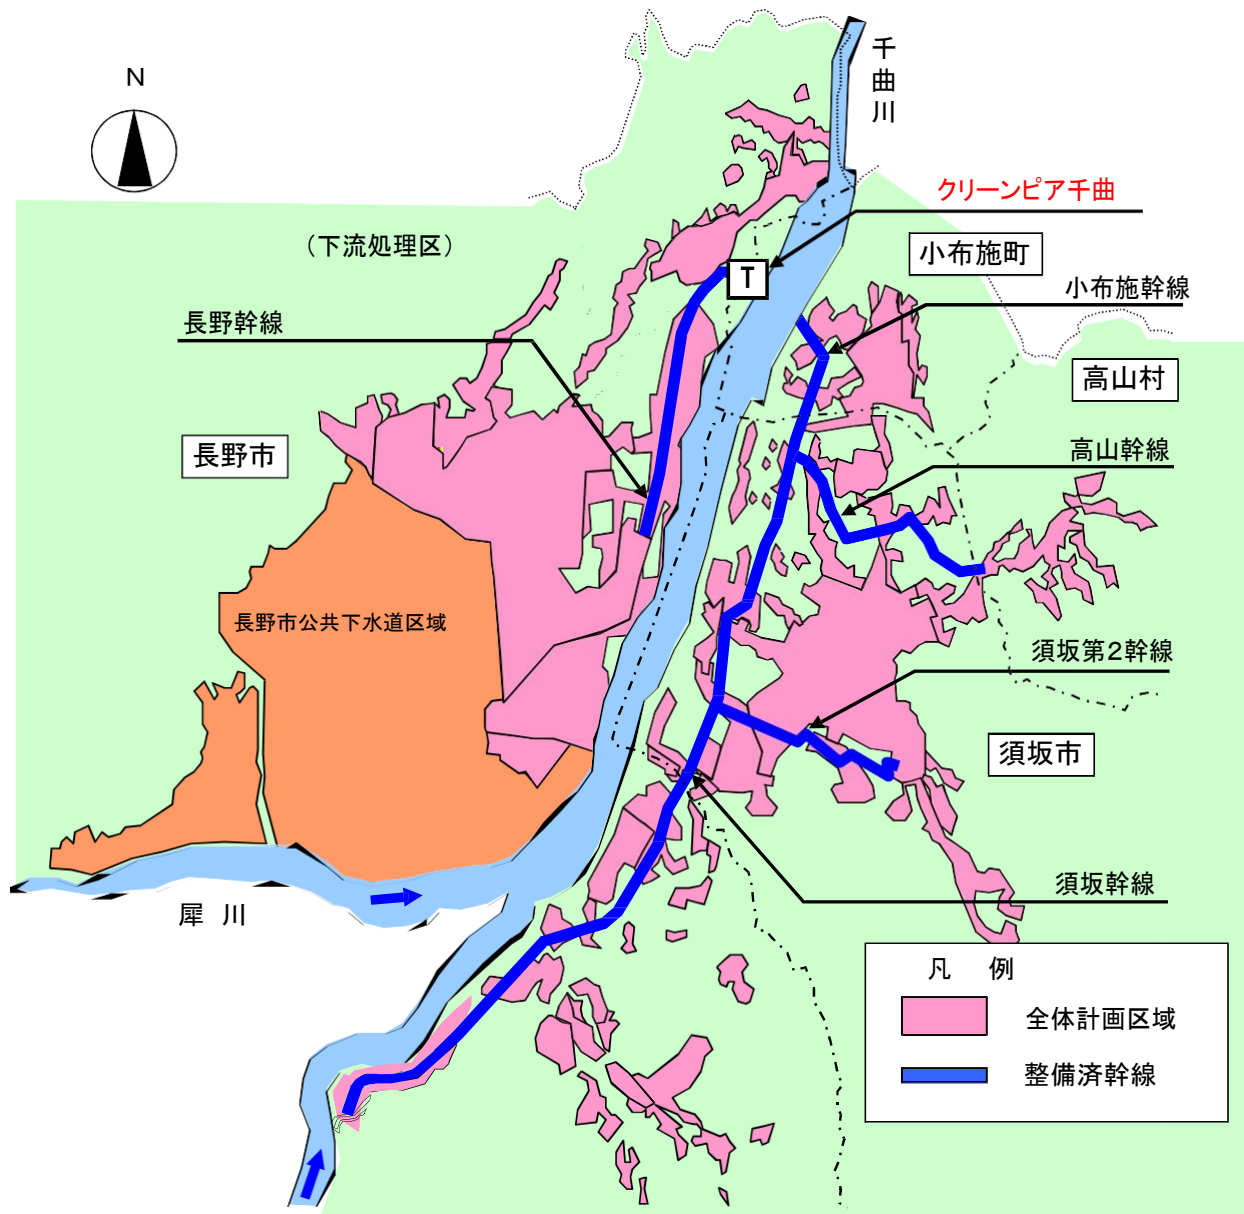 N
千曲川
クリーンピア千曲
(下流処理区)
小布施町
T
小布施幹線
長野幹線
高山村
長野市
高山幹線
長野市公共下水道区域
須坂第2幹線
須坂市
須坂幹線
犀 川
凡 例
全体計画区域
整備済幹線